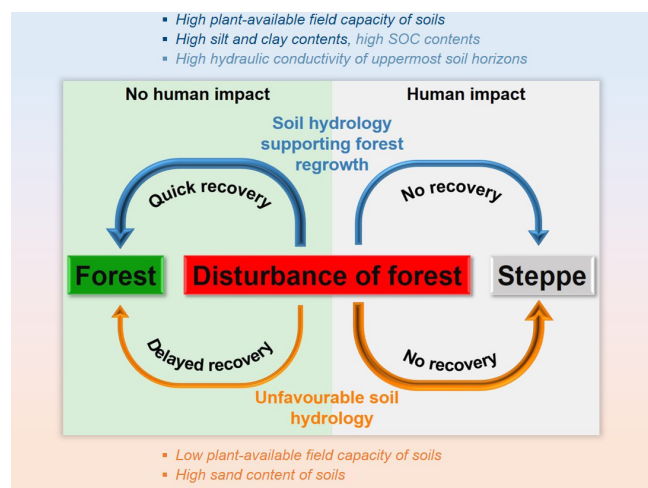 ▪ High plant-available field capacity of soils
▪ High silt and clay contents, high SOC contents
▪ High hydraulic conductivity of uppermost soil horizons
No human impact
Human impact
Soil hydrology
supporting forest
regrowth
Quick recovery
No recovery
Forest
Disturbance of forest
Steppe
Delayed recovery
No recovery
Unfavourable soil
hydrology
▪ Low plant-available field capacity of soils
▪ High sand content of soils